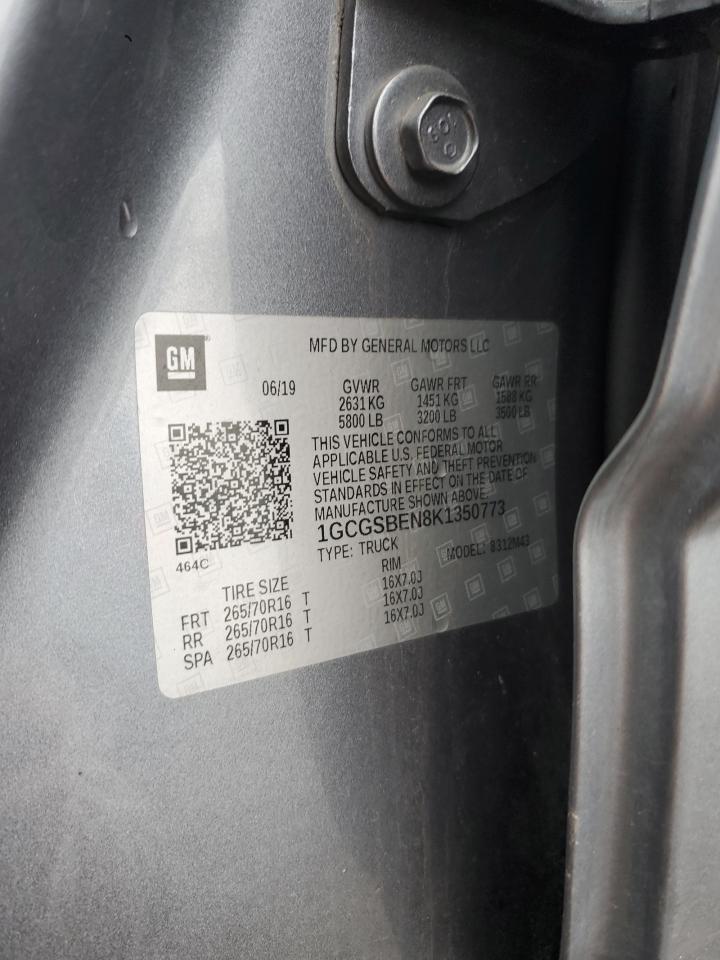 GM
MFD BY GENERAL MOTORS LLC
06/19 GVWR GAWR FRT GAWR RR
2631 KG 1451 KG 1588 KG
5800 LB 3200 LB 3500 LB
THIS VEHICLE CONFORMS TO ALL
APPLICABLE U.S. FEDERAL MOTOR
VEHICLE SAFETY AND THEFT PREVENTION
STANDARDS IN EFFECT ON THE DATE OF
MANUFACTURE SHOWN ABOVE.
1GCGSBEN8K1350773
TYPE: TRUCK MODEL: 8312M43
464C
TIRE SIZE RIM
FRT 265/70R16 T 16X7.0J
RR 265/70R16 T 16X7.0J
SPA 265/70R16 T 16X7.0J